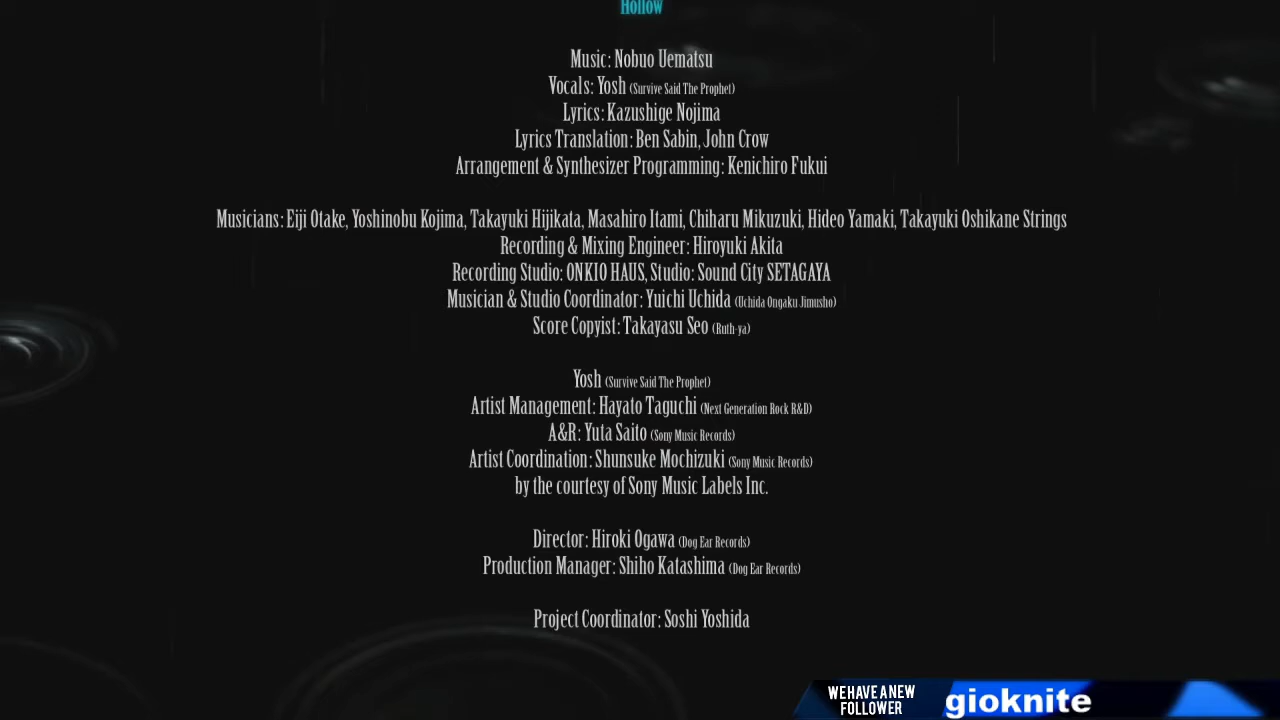 Hollow
Music: Nobuo Uematsu
Vocals: Yosh (Survive Said The Prophet)
Lyrics: Kazushige Nojima
Lyrics Translation: Ben Sabin, John Crow
Arrangement & Synthesizer Programming: Kenichiro Fukui
Musicians: Eiji Otake, Yoshinobu Kojima, Takayuki Hijikata, Masahiro Itami, Chiharu Mikuzuki, Hideo Yamaki, Takayuki Oshikane Strings
Recording & Mixing Engineer: Hiroyuki Akita
Recording Studio: ONKIO HAUS, Studio: Sound City SETAGAYA
Musician & Studio Coordinator: Yuichi Uchida (Uchida Ongaku Jimusho)
Score Copyist: Takayasu Seo (Ruth-ya)
Yosh (Survive Said The Prophet)
Artist Management: Hayato Taguchi (Next Generation Rock R&D)
A&R: Yuta Saito (Sony Music Records)
Artist Coordination: Shunsuke Mochizuki (Sony Music Records)
by the courtesy of Sony Music Labels Inc.
Director: Hiroki Ogawa (Dog Ear Records)
Production Manager: Shiho Katashima (Dog Ear Records)
Project Coordinator: Soshi Yoshida
WE HAVE A NEW
FOLLOWER
gioknite